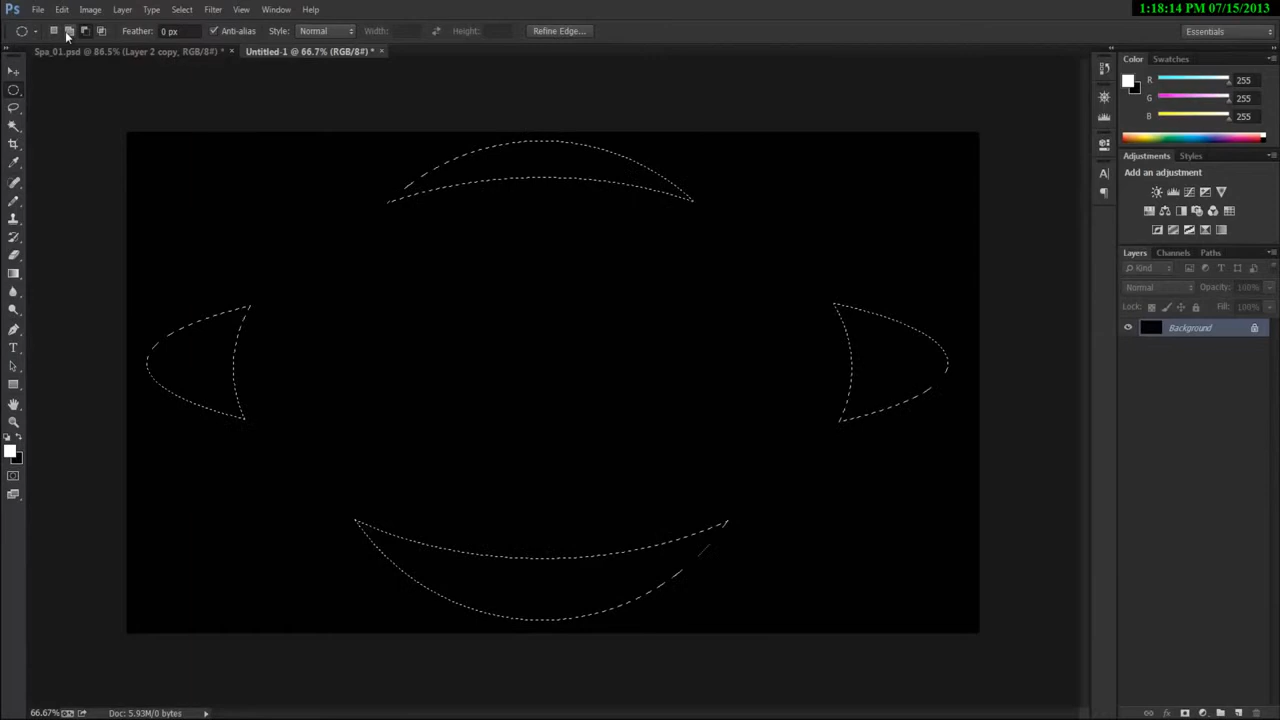 Ps File Edit Image Layer Type Select Filter View Window Help
1:18:14 PM 07/15/2013
Feather: 0 px Anti-alias Style: Normal Width: Height: Refine Edge... Essentials
Spa_01.psd @ 86.5% (Layer 2 copy, RGB/8#) * × Untitled-1 @ 66.7% (RGB/8#) * ×
Color Swatches
R 255
G 255
B 255
Adjustments Styles
Add an adjustment
Layers Channels Paths
Kind
Normal Opacity: 100%
Lock: Fill: 100%
Background
66.67% Doc: 5.93M/0 bytes